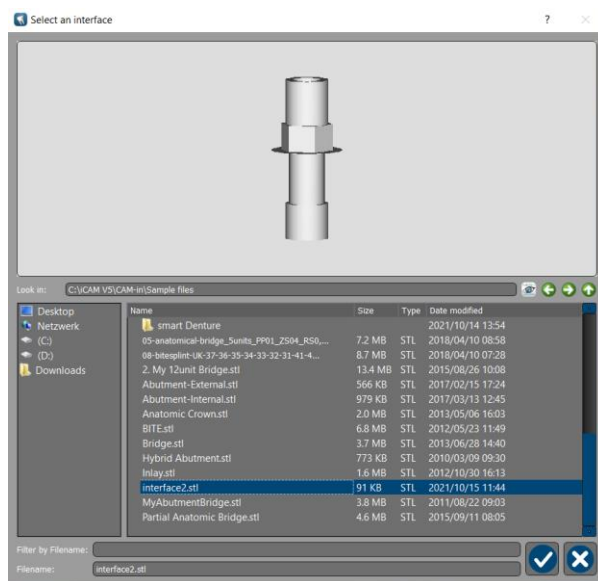 Select an interface ?
Look in: C:\iCAM V5\CAM-in\Sample files
Desktop
Netzwerk
(C:)
(D:)
Downloads
Name Size Type Date modified
smart Denture 2021/10/14 13:54
05-anatomical-bridge_5units_PP01_ZS04_RS0,... 7.2 MB STL 2018/04/10 08:58
08-bitesplint-UK-37-36-35-34-33-32-31-41-4... 8.7 MB STL 2018/04/10 07:28
2. My 12unit Bridge.stl 13.4 MB STL 2015/08/26 10:08
Abutment-External.stl 566 KB STL 2017/02/15 17:24
Abutment-Internal.stl 979 KB STL 2017/03/13 12:45
Anatomic Crown.stl 2.0 MB STL 2013/05/06 16:03
BITE.stl 6.8 MB STL 2012/05/23 11:49
Bridge.stl 3.7 MB STL 2013/06/28 14:40
Hybrid Abutment.stl 773 KB STL 2010/03/09 09:30
Inlay.stl 1.6 MB STL 2012/10/30 16:13
interface2.stl 91 KB STL 2021/10/15 11:44
MyAbutmentBridge.stl 3.8 MB STL 2011/08/22 09:03
Partial Anatomic Bridge.stl 4.6 MB STL 2015/09/11 08:05
Filter by Filename:
Filename: interface2.stl